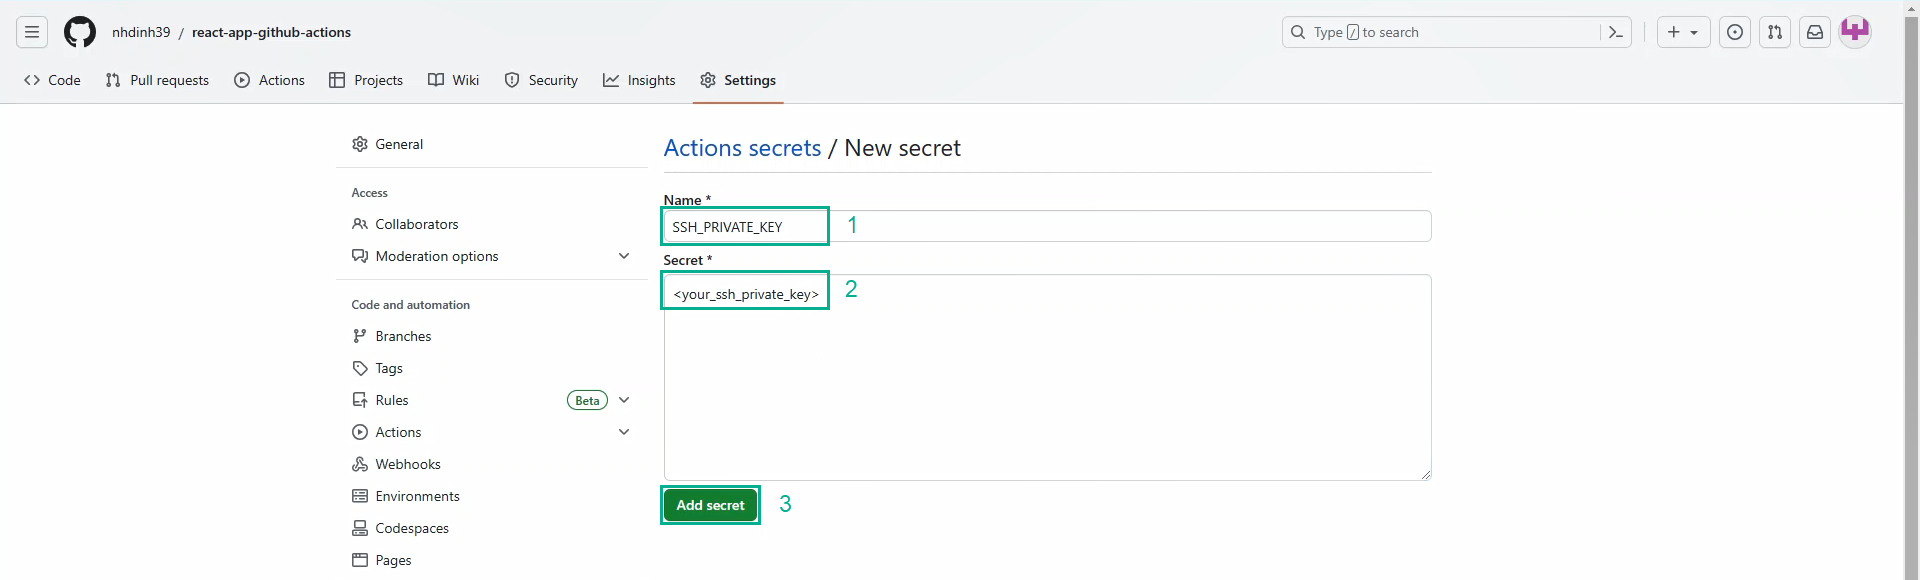 nhdinh39 / react-app-github-actions
Type / to search
Code Pull requests Actions Projects Wiki Security Insights Settings
General
Access
Collaborators
Moderation options
Code and automation
Branches
Tags
Rules Beta
Actions
Webhooks
Environments
Codespaces
Pages
Actions secrets / New secret
Name *
SSH_PRIVATE_KEY 1
Secret *
<your_ssh_private_key> 2
Add secret 3